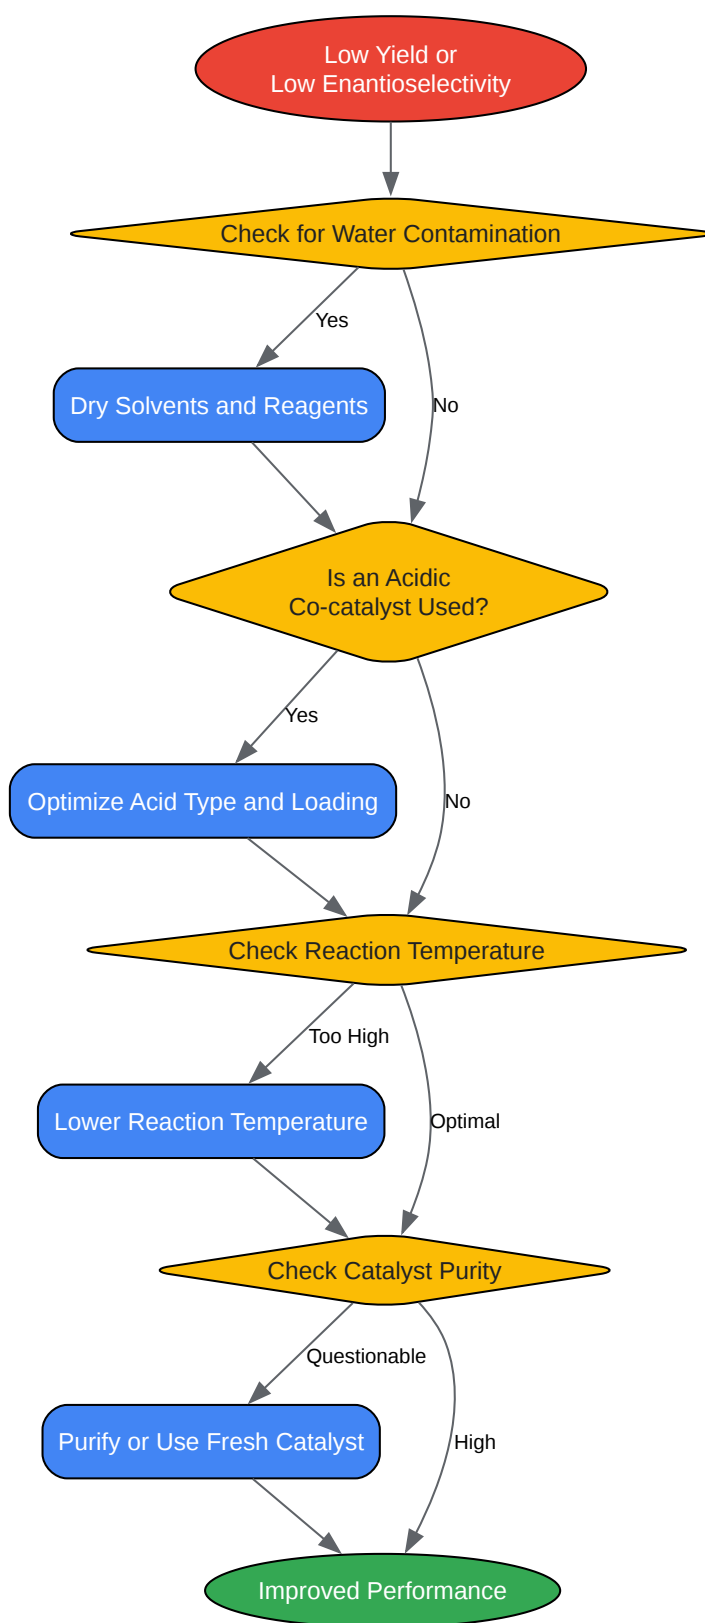 Low Yield or
Low Enantioselectivity
Check for Water Contamination
Yes
Dry Solvents and Reagents
No
Is an Acidic
Co-catalyst Used?
Yes
Optimize Acid Type and Loading
No
Check Reaction Temperature
Too High
Lower Reaction Temperature
Optimal
Check Catalyst Purity
Questionable
Purify or Use Fresh Catalyst
High
Improved Performance